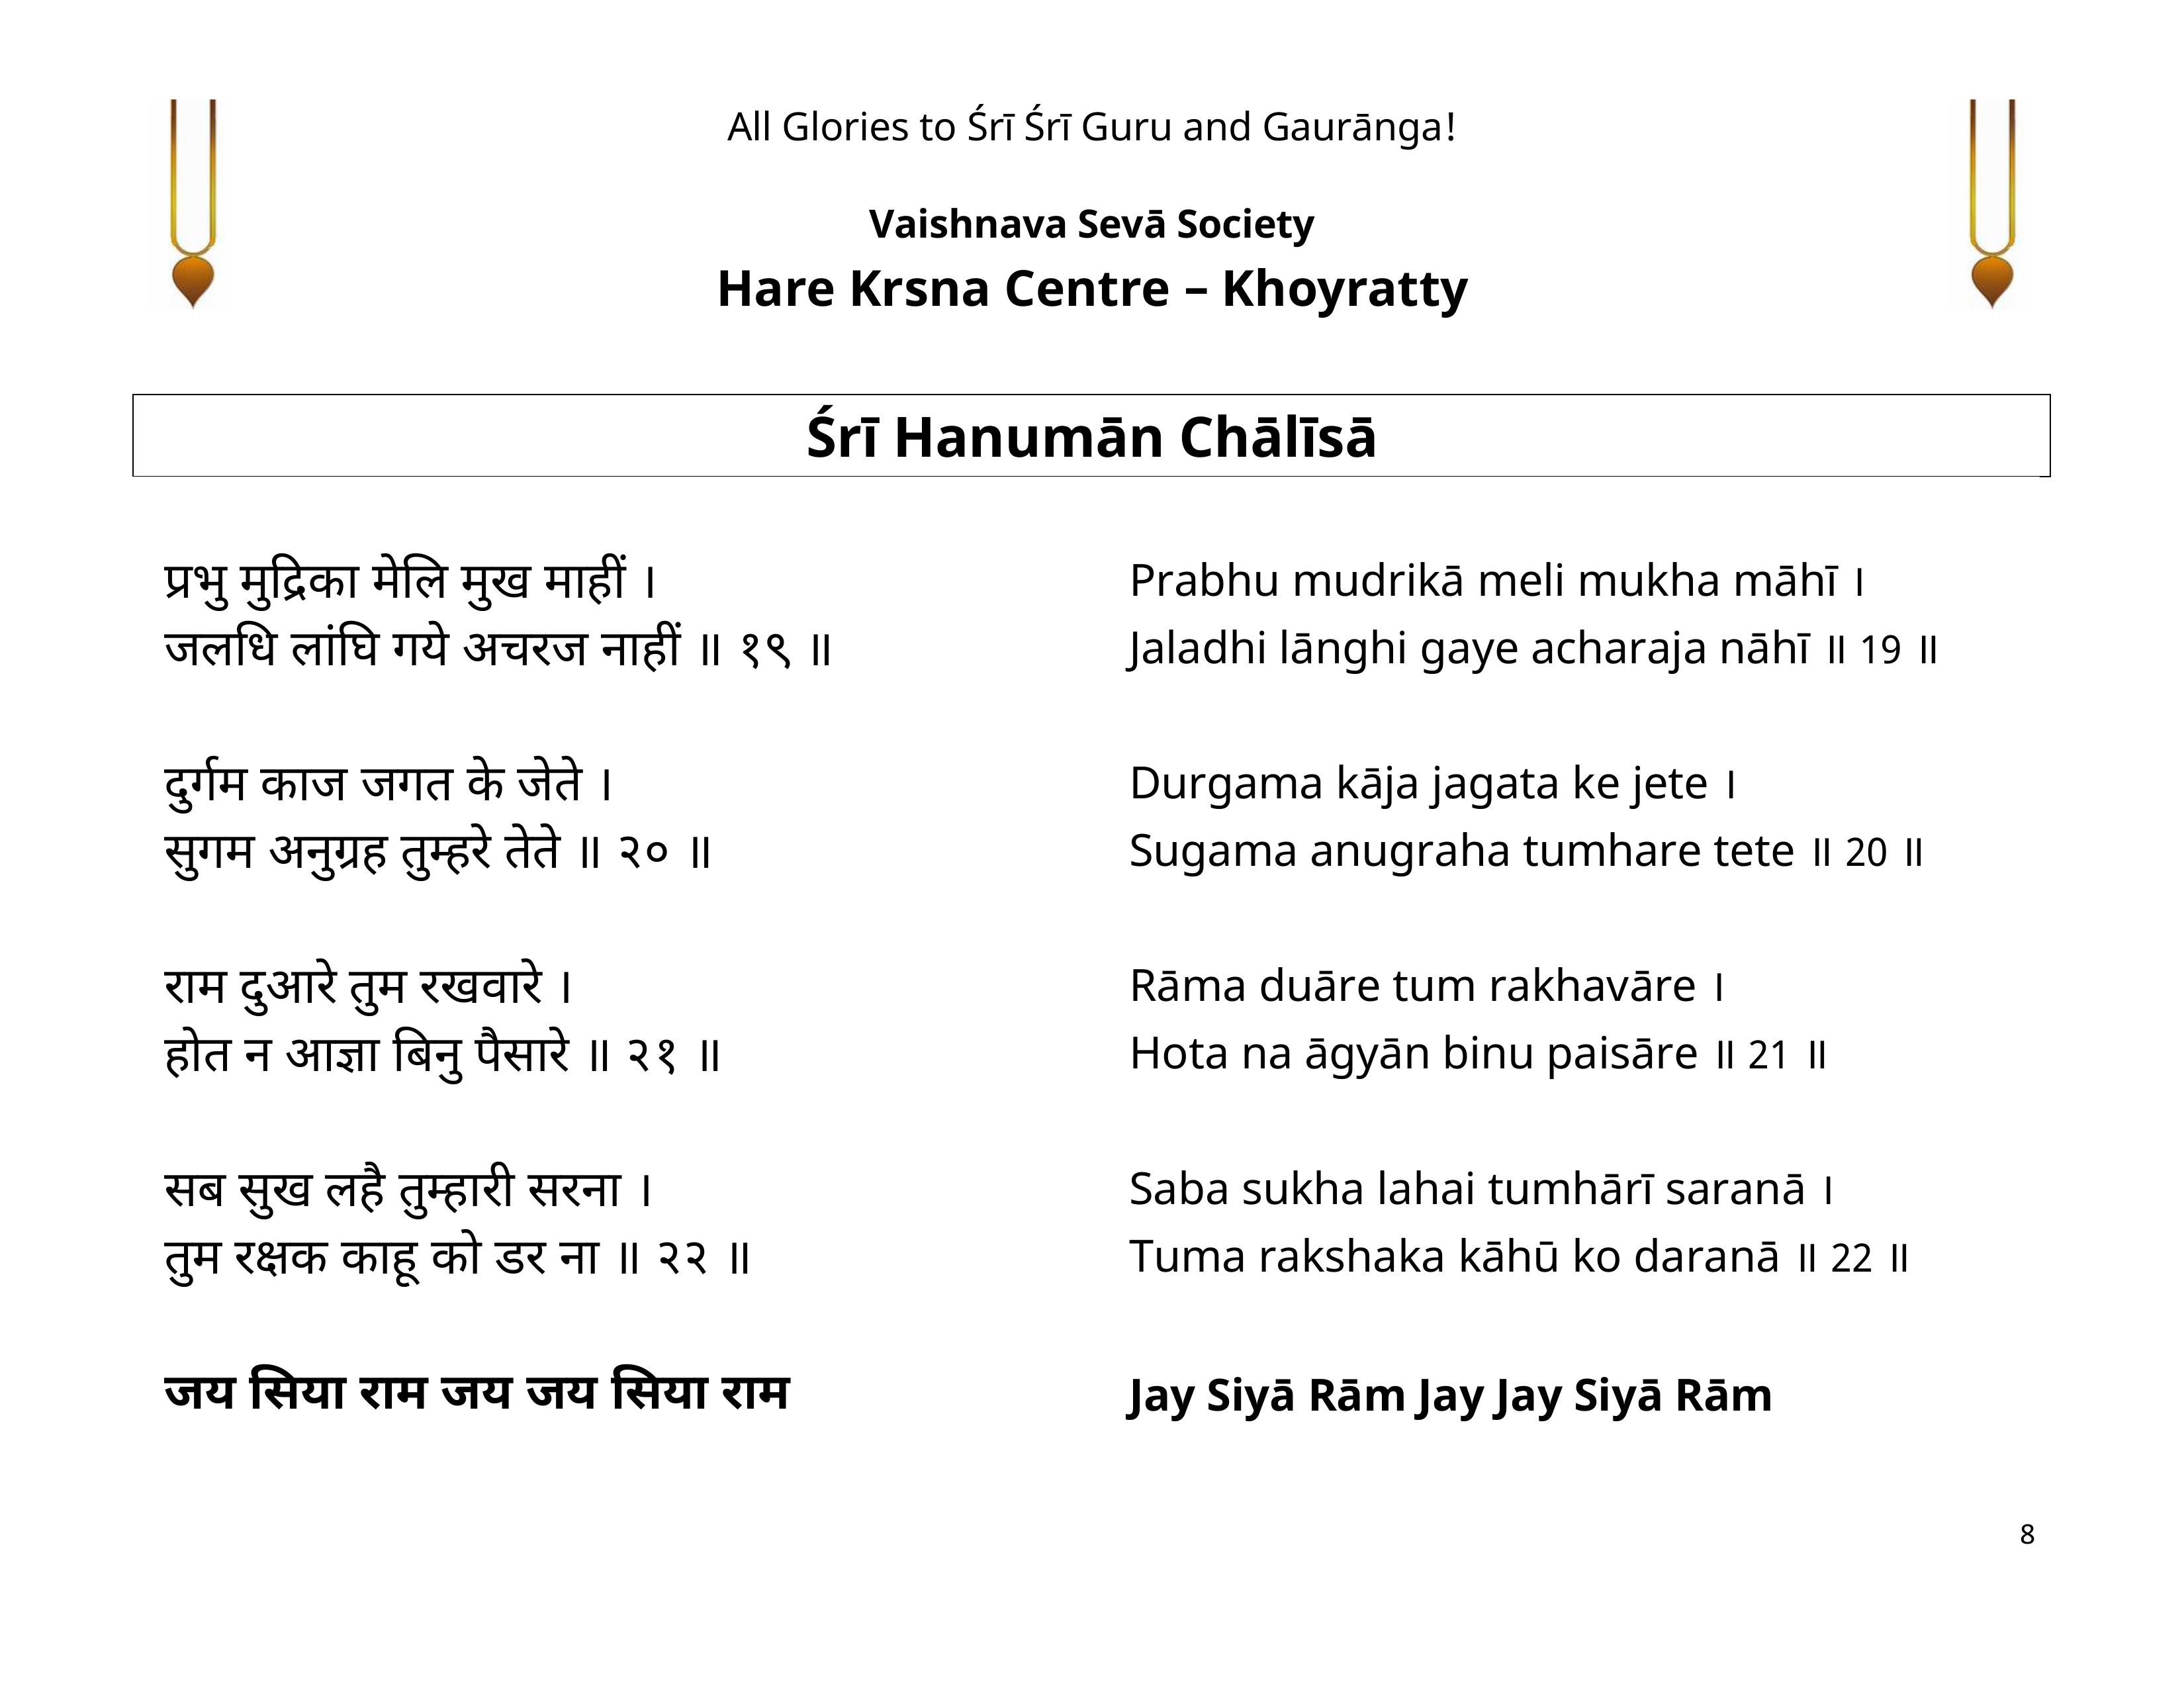 All Glories to Śrī Śrī Guru and Gaurānga!
Vaishnava Sevā Society
Hare Krsna Centre – Khoyratty
Śrī Hanumān Chālīsā
प्रभु मुद्रिका मेलि मुख माहीं ।
जलधि लांघि गये अचरज नाहीं ॥ १९ ॥
दुर्गम काज जगत के जेते ।
सुगम अनुग्रह तुम्हरे तेते ॥ २० ॥
राम दुआरे तुम रखवारे ।
होत न आज्ञा बिनु पैसारे ॥ २१ ॥
सब सुख लहै तुम्हारी सरना ।
तुम रक्षक काहू को डर ना ॥ २२ ॥
जय सिया राम जय जय सिया राम
Prabhu mudrikā meli mukha māhī ।
Jaladhi lānghi gaye acharaja nāhī ॥ 19 ॥
Durgama kāja jagata ke jete ।
Sugama anugraha tumhare tete ॥ 20 ॥
Rāma duāre tum rakhavāre ।
Hota na āgyān binu paisāre ॥ 21 ॥
Saba sukha lahai tumhārī saranā ।
Tuma rakshaka kāhū ko daranā ॥ 22 ॥
Jay Siyā Rām Jay Jay Siyā Rām
8